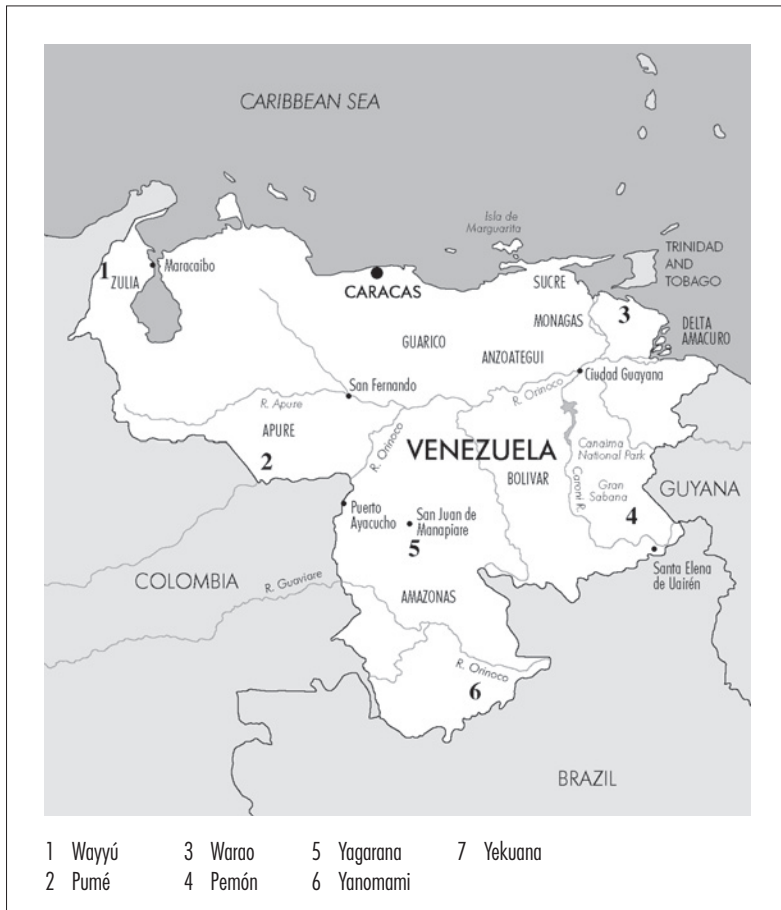 CARIBBEAN SEA
Isla de
Marguarita
TRINIDAD
AND
TOBAGO
1
ZULIA
Maracaibo
CARACAS
SUCRE
MONAGAS
3
DELTA
AMACURO
GUARICO
ANZOATEGUI
San Fernando
Ciudad Guayana
R. Orinoco
R. Apure
APURE
R. Orinoco
VENEZUELA
BOLIVAR
Canaima
National Park
Caroni R.
Gran
Sabana
GUYANA
2
4
Puerto
Ayacucho
San Juan de
Manapiare
5
Santa Elena
de Uairén
COLOMBIA
R. Guaviare
AMAZONAS
R. Orinoco
6
BRAZIL
1 Wayyú 3 Warao 5 Yagarana 7 Yekuana
2 Pumé 4 Pemón 6 Yanomami